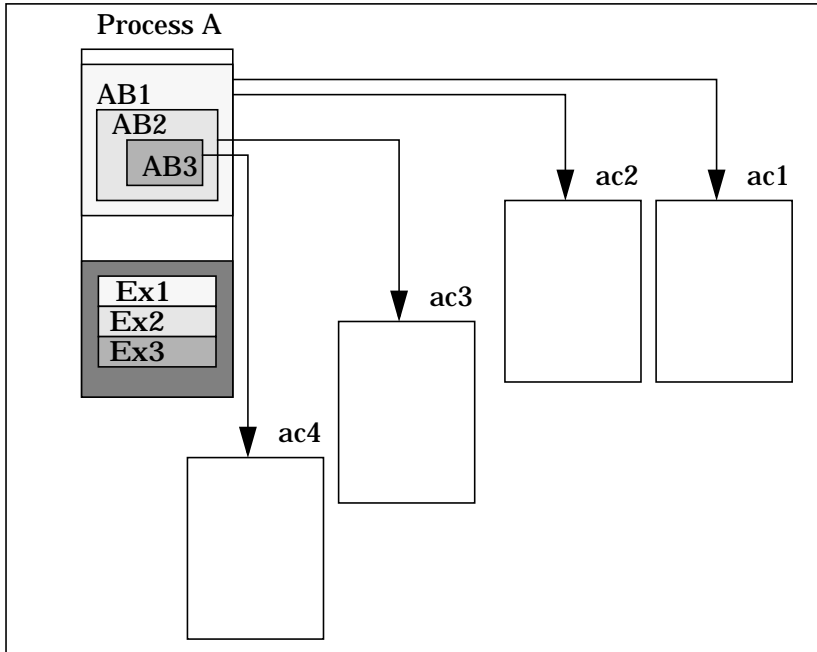 Process A
AB1
AB2
AB3
ac2
ac1
Ex1
Ex2
Ex3
ac3
ac4